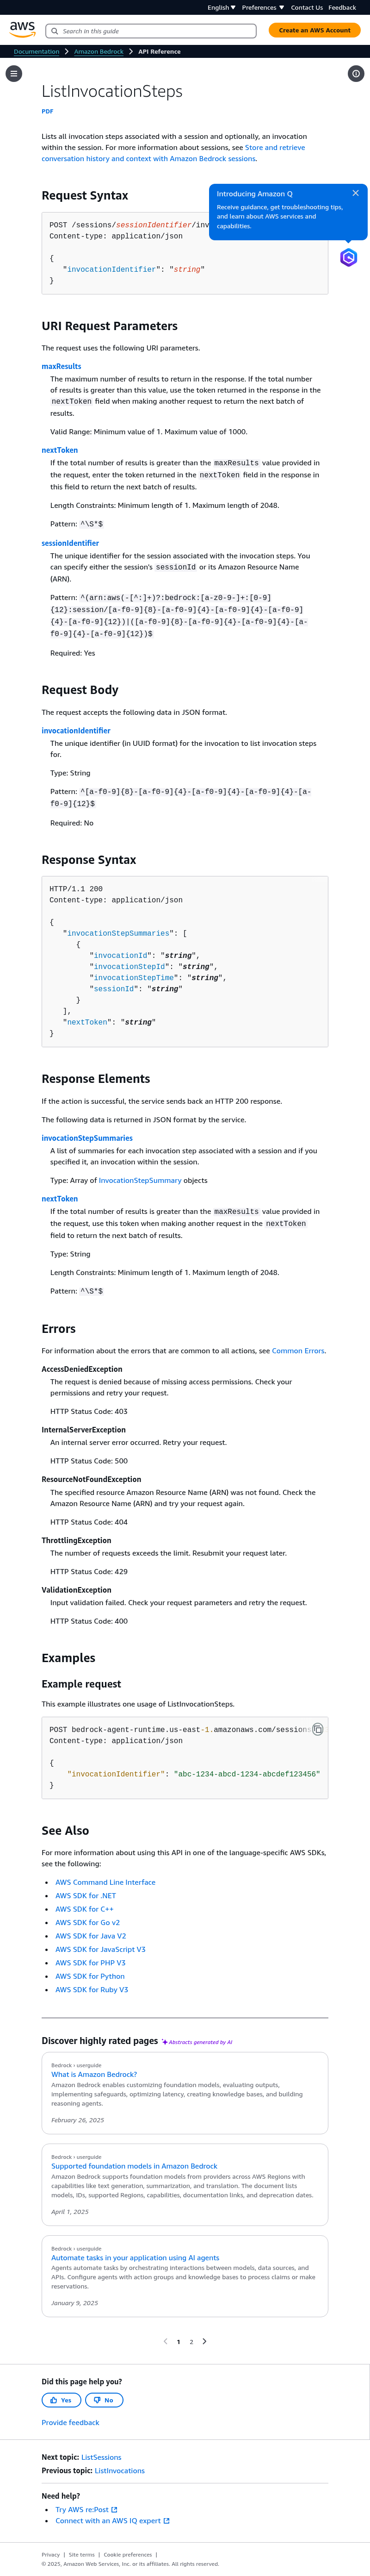 English ▼ Preferences ▼ Contact Us Feedback
aws
Search in this guide
Create an AWS Account
Documentation > Amazon Bedrock > API Reference
ListInvocationSteps
PDF
Lists all invocation steps associated with a session and optionally, an invocation
within the session. For more information about sessions, see Store and retrieve
conversation history and context with Amazon Bedrock sessions.
Request Syntax
Introducing Amazon Q
Receive guidance, get troubleshooting tips,
and learn about AWS services and
capabilities.
POST /sessions/sessionIdentifier/inv
Content-type: application/json
{
"invocationIdentifier": "string"
}
URI Request Parameters
The request uses the following URI parameters.
maxResults
The maximum number of results to return in the response. If the total number
of results is greater than this value, use the token returned in the response in the
nextToken field when making another request to return the next batch of
results.
Valid Range: Minimum value of 1. Maximum value of 1000.
nextToken
If the total number of results is greater than the maxResults value provided in
the request, enter the token returned in the nextToken field in the response in
this field to return the next batch of results.
Length Constraints: Minimum length of 1. Maximum length of 2048.
Pattern: ^\S*$
sessionIdentifier
The unique identifier for the session associated with the invocation steps. You
can specify either the session's sessionId or its Amazon Resource Name
(ARN).
Pattern: ^(arn:aws(-[^:]+)?:bedrock:[a-z0-9-]+:[0-9]
{12}:session/[a-f0-9]{8}-[a-f0-9]{4}-[a-f0-9]{4}-[a-f0-9]
{4}-[a-f0-9]{12})|([a-f0-9]{8}-[a-f0-9]{4}-[a-f0-9]{4}-[a-
f0-9]{4}-[a-f0-9]{12})$
Required: Yes
Request Body
The request accepts the following data in JSON format.
invocationIdentifier
The unique identifier (in UUID format) for the invocation to list invocation steps
for.
Type: String
Pattern: ^[a-f0-9]{8}-[a-f0-9]{4}-[a-f0-9]{4}-[a-f0-9]{4}-[a-
f0-9]{12}$
Required: No
Response Syntax
HTTP/1.1 200
Content-type: application/json
{
"invocationStepSummaries": [
{
"invocationId": "string",
"invocationStepId": "string",
"invocationStepTime": "string",
"sessionId": "string"
}
],
"nextToken": "string"
}
Response Elements
If the action is successful, the service sends back an HTTP 200 response.
The following data is returned in JSON format by the service.
invocationStepSummaries
A list of summaries for each invocation step associated with a session and if you
specified it, an invocation within the session.
Type: Array of InvocationStepSummary objects
nextToken
If the total number of results is greater than the maxResults value provided in
the request, use this token when making another request in the nextToken
field to return the next batch of results.
Type: String
Length Constraints: Minimum length of 1. Maximum length of 2048.
Pattern: ^\S*$
Errors
For information about the errors that are common to all actions, see Common Errors.
AccessDeniedException
The request is denied because of missing access permissions. Check your
permissions and retry your request.
HTTP Status Code: 403
InternalServerException
An internal server error occurred. Retry your request.
HTTP Status Code: 500
ResourceNotFoundException
The specified resource Amazon Resource Name (ARN) was not found. Check the
Amazon Resource Name (ARN) and try your request again.
HTTP Status Code: 404
ThrottlingException
The number of requests exceeds the limit. Resubmit your request later.
HTTP Status Code: 429
ValidationException
Input validation failed. Check your request parameters and retry the request.
HTTP Status Code: 400
Examples
Example request
This example illustrates one usage of ListInvocationSteps.
POST bedrock-agent-runtime.us-east-1.amazonaws.com/sessions
Content-type: application/json
{
"invocationIdentifier": "abc-1234-abcd-1234-abcdef123456"
}
See Also
For more information about using this API in one of the language-specific AWS SDKs,
see the following:
• AWS Command Line Interface
• AWS SDK for .NET
• AWS SDK for C++
• AWS SDK for Go v2
• AWS SDK for Java V2
• AWS SDK for JavaScript V3
• AWS SDK for PHP V3
• AWS SDK for Python
• AWS SDK for Ruby V3
Discover highly rated pages Abstracts generated by AI
Bedrock › userguide
What is Amazon Bedrock?
Amazon Bedrock enables customizing foundation models, evaluating outputs,
implementing safeguards, optimizing latency, creating knowledge bases, and building
reasoning agents.
February 26, 2025
Bedrock › userguide
Supported foundation models in Amazon Bedrock
Amazon Bedrock supports foundation models from providers across AWS Regions with
capabilities like text generation, summarization, and translation. The document lists
models, IDs, supported Regions, capabilities, documentation links, and deprecation dates.
April 1, 2025
Bedrock › userguide
Automate tasks in your application using AI agents
Agents automate tasks by orchestrating interactions between models, data sources, and
APIs. Configure agents with action groups and knowledge bases to process claims or make
reservations.
January 9, 2025
1 2
Did this page help you?
Yes No
Provide feedback
Next topic: ListSessions
Previous topic: ListInvocations
Need help?
• Try AWS re:Post
• Connect with an AWS IQ expert
Privacy | Site terms | Cookie preferences |
© 2025, Amazon Web Services, Inc. or its affiliates. All rights reserved.